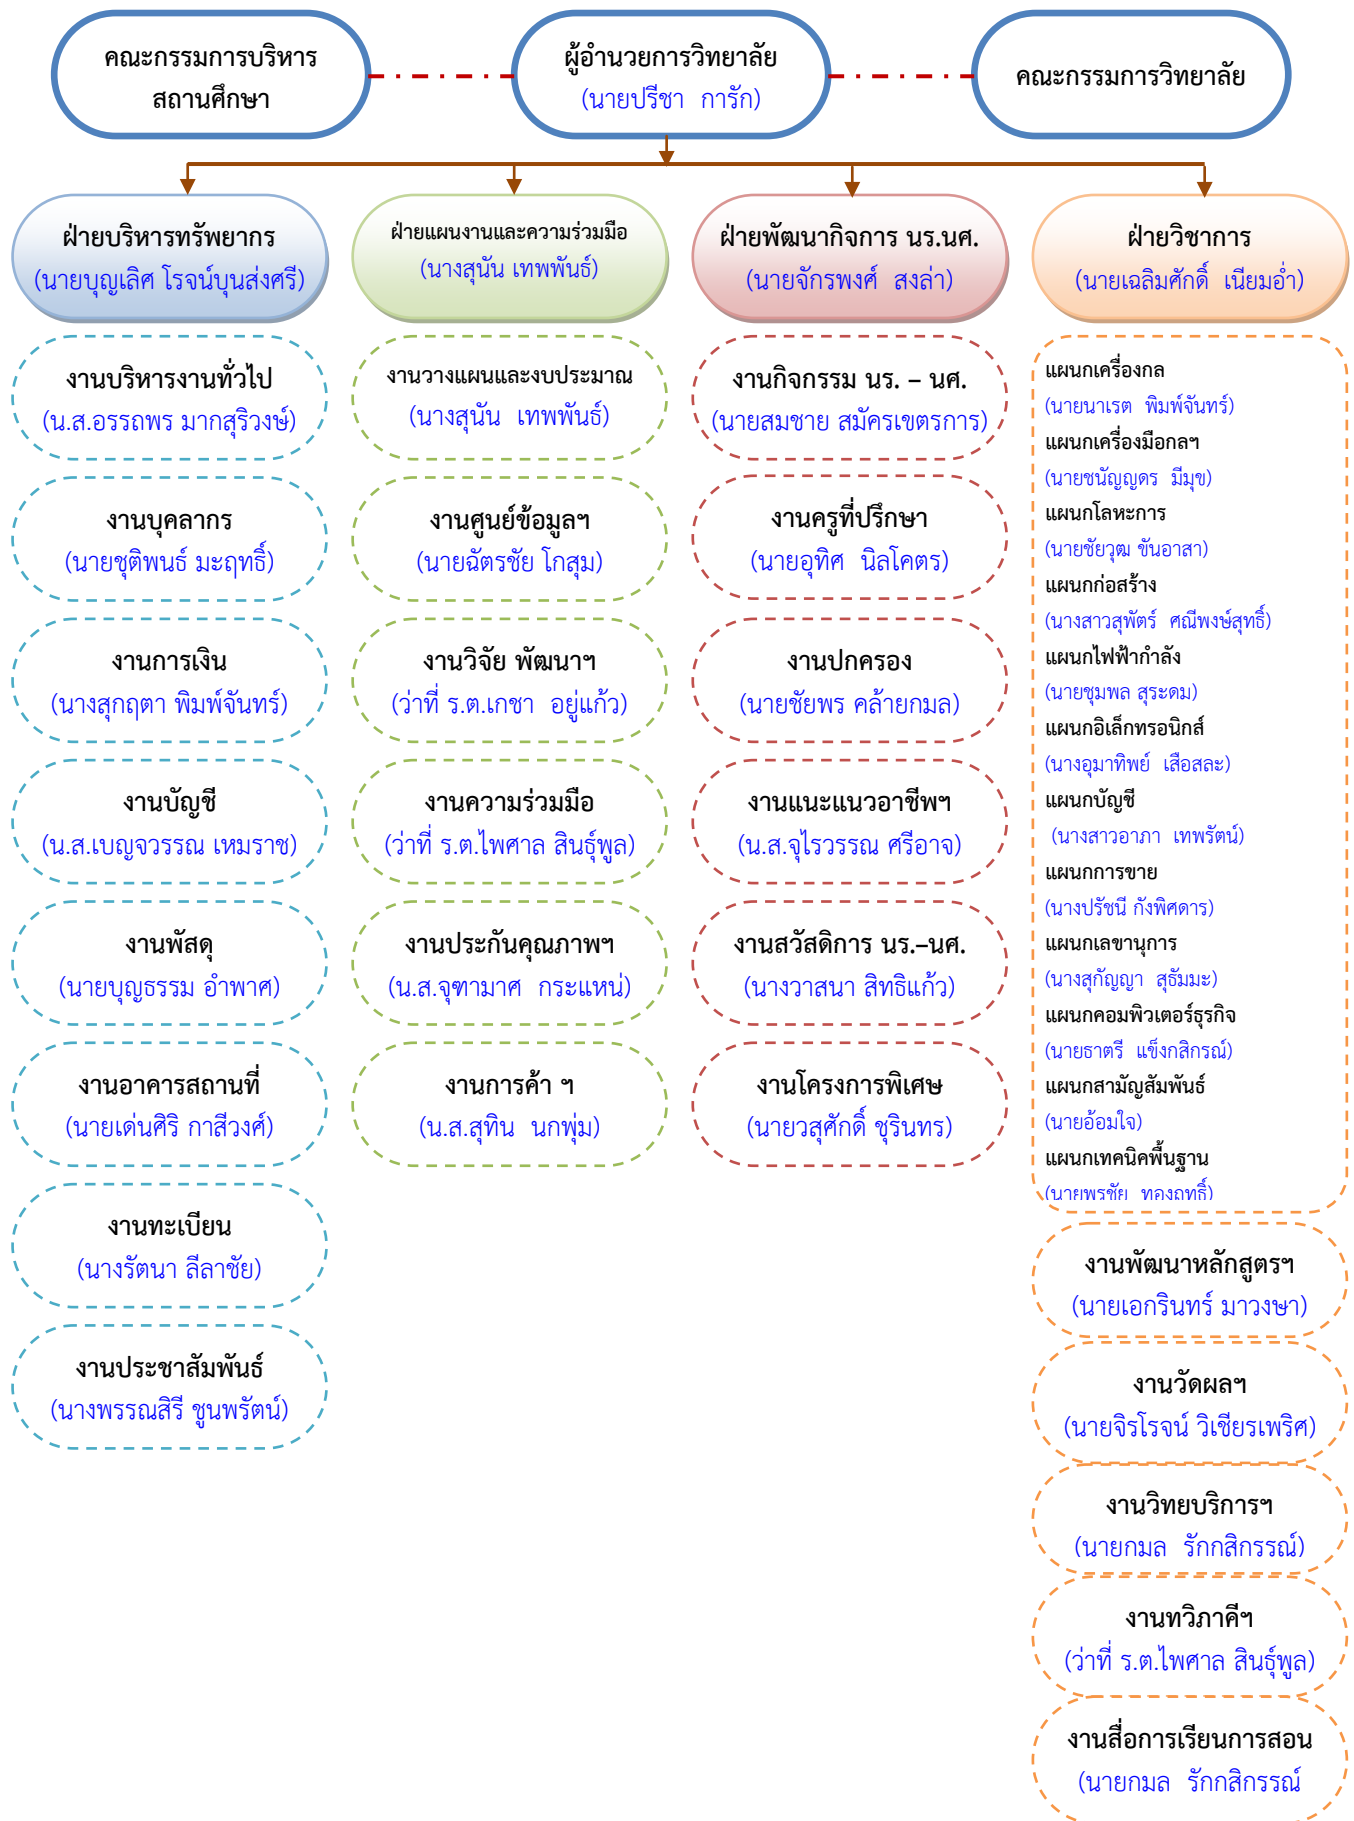 คณะกรรมการบริหาร
สถานศึกษา
ผู้อำนวยการวิทยาลัย
(นายปรีชา  การัก)
คณะกรรมการวิทยาลัย
ฝ่ายบริหารทรัพยากร
(นายบุญเลิศ โรจน์บุนส่งศรี)
งานบริหารงานทั่วไป
(น.ส.อรรถพร มากสุริวงษ์)
งานบุคลากร
(นายชุติพนธ์ มะฤทธิ์)
งานการเงิน
(นางสุกฤตา พิมพ์จันทร์)
งานบัญชี
(น.ส.เบญจวรรณ เหมราช)
งานพัสดุ
(นายบุญธรรม อำพาศ)
งานอาคารสถานที่
(นายเด่นศิริ กาสีวงศ์)
งานทะเบียน
(นางรัตนา ลีลาชัย)
งานประชาสัมพันธ์
(นางพรรณสิรี ชูนพรัตน์)
ฝ่ายแผนงานและความร่วมมือ
(นางสุนัน เทพพันธ์)
งานวางแผนและงบประมาณ
(นางสุนัน  เทพพันธ์)
งานศูนย์ข้อมูลฯ
(นายฉัตรชัย โกสุม)
งานวิจัย พัฒนาฯ
(ว่าที่ ร.ต.เกชา  อยู่แก้ว)
งานความร่วมมือ
(ว่าที่ ร.ต.ไพศาล สินธุ์พูล)
งานประกันคุณภาพฯ
(น.ส.จุฑามาศ  กระแหน่)
งานการค้า ฯ
(น.ส.สุทิน  นกพุ่ม)
ฝ่ายพัฒนากิจการ นร.นศ.
(นายจักรพงศ์  สงล่า)
งานกิจกรรม นร. – นศ.
(นายสมชาย สมัครเขตรการ)
งานครูที่ปรึกษา
(นายอุทิศ  นิลโคตร)
งานปกครอง
(นายชัยพร คล้ายกมล)
งานแนะแนวอาชีพฯ
(น.ส.จุไรวรรณ ศรีอาจ)
งานสวัสดิการ นร.–นศ.
(นางวาสนา สิทธิแก้ว)
งานโครงการพิเศษ
(นายวสุศักดิ์ ชุรินทร)
ฝ่ายวิชาการ
(นายเฉลิมศักดิ์  เนียมอ่ำ)
แผนกเครื่องกล
(นายนาเรต  พิมพ์จันทร์)
แผนกเครื่องมือกลฯ
(นายชนัญญดร  มีมุข)
แผนกโลหะการ
(นายชัยวุฒ ขันอาสา)
แผนกก่อสร้าง
(นางสาวสุพัตร์  ศณีพงษ์สุทธิ์)
แผนกไฟฟ้ากำลัง
(นายชุมพล สุระดม)
แผนกอิเล็กทรอนิกส์
(นางอุมาทิพย์  เสือสละ)
แผนกบัญชี
(นางสาวอาภา  เทพรัตน์)
แผนกการขาย
(นางปรัชนี กังพิศดาร)
แผนกเลขานุการ
(นางสุกัญญา  สุธัมมะ)
แผนกคอมพิวเตอร์ธุรกิจ
(นายธาตรี  แข็งกสิกรณ์)
แผนกสามัญสัมพันธ์
(นายอ้อมใจ)
แผนกเทคนิคพื้นฐาน
(นายพรชัย  ทองฤทธิ์)
งานพัฒนาหลักสูตรฯ
(นายเอกรินทร์ มาวงษา)
งานวัดผลฯ
(นายจิรโรจน์ วิเชียรเพริศ)
งานวิทยบริการฯ
(นายกมล  รักกสิกรรณ์)
งานทวิภาคีฯ
(ว่าที่ ร.ต.ไพศาล สินธุ์พูล)
งานสื่อการเรียนการสอน
(นายกมล  รักกสิกรรณ์